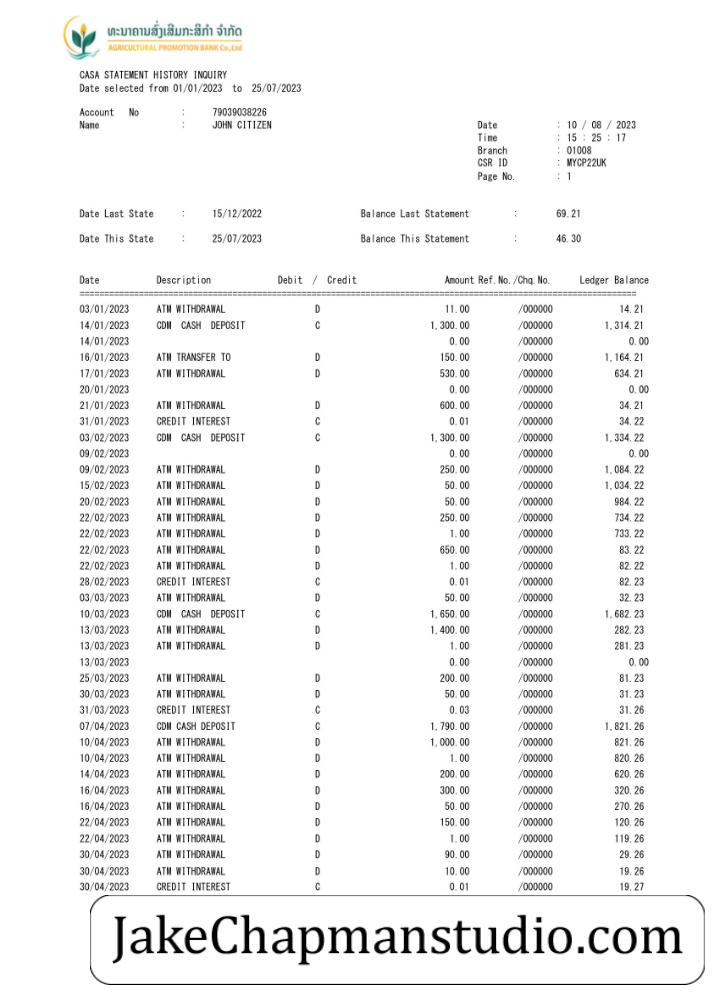 ທະນາຄານສົ່ງເສີມກະສິກຳ ຈຳກັດ
AGRICULTURAL PROMOTION BANK Co.,Ltd
CASA STATEMENT HISTORY INQUIRY
Date selected from 01/01/2023 to 25/07/2023
Account No : 79039038226
Name : JOHN CITIZEN
Date : 10 / 08 / 2023
Time : 15 : 25 : 17
Branch : 01008
CSR ID : MYCP22UK
Page No. : 1
Date Last State : 15/12/2022 Balance Last Statement : 69.21
Date This State : 25/07/2023 Balance This Statement : 46.30
Date Description Debit / Credit Amount Ref.No./Chq.No. Ledger Balance
03/01/2023 ATM WITHDRAWAL D 11.00 /000000 14.21
14/01/2023 CDM CASH DEPOSIT C 1,300.00 /000000 1,314.21
14/01/2023 0.00 /000000 0.00
16/01/2023 ATM TRANSFER TO D 150.00 /000000 1,164.21
17/01/2023 ATM WITHDRAWAL D 530.00 /000000 634.21
20/01/2023 0.00 /000000 0.00
21/01/2023 ATM WITHDRAWAL D 600.00 /000000 34.21
31/01/2023 CREDIT INTEREST C 0.01 /000000 34.22
03/02/2023 CDM CASH DEPOSIT C 1,300.00 /000000 1,334.22
09/02/2023 0.00 /000000 0.00
09/02/2023 ATM WITHDRAWAL D 250.00 /000000 1,084.22
15/02/2023 ATM WITHDRAWAL D 50.00 /000000 1,034.22
20/02/2023 ATM WITHDRAWAL D 50.00 /000000 984.22
22/02/2023 ATM WITHDRAWAL D 250.00 /000000 734.22
22/02/2023 ATM WITHDRAWAL D 1.00 /000000 733.22
22/02/2023 ATM WITHDRAWAL D 650.00 /000000 83.22
22/02/2023 ATM WITHDRAWAL D 1.00 /000000 82.22
28/02/2023 CREDIT INTEREST C 0.01 /000000 82.23
03/03/2023 ATM WITHDRAWAL D 50.00 /000000 32.23
10/03/2023 CDM CASH DEPOSIT C 1,650.00 /000000 1,682.23
13/03/2023 ATM WITHDRAWAL D 1,400.00 /000000 282.23
13/03/2023 ATM WITHDRAWAL D 1.00 /000000 281.23
13/03/2023 0.00 /000000 0.00
25/03/2023 ATM WITHDRAWAL D 200.00 /000000 81.23
30/03/2023 ATM WITHDRAWAL D 50.00 /000000 31.23
31/03/2023 CREDIT INTEREST C 0.03 /000000 31.26
07/04/2023 CDM CASH DEPOSIT C 1,790.00 /000000 1,821.26
10/04/2023 ATM WITHDRAWAL D 1,000.00 /000000 821.26
10/04/2023 ATM WITHDRAWAL D 1.00 /000000 820.26
14/04/2023 ATM WITHDRAWAL D 200.00 /000000 620.26
16/04/2023 ATM WITHDRAWAL D 300.00 /000000 320.26
16/04/2023 ATM WITHDRAWAL D 50.00 /000000 270.26
22/04/2023 ATM WITHDRAWAL D 150.00 /000000 120.26
22/04/2023 ATM WITHDRAWAL D 1.00 /000000 119.26
30/04/2023 ATM WITHDRAWAL D 90.00 /000000 29.26
30/04/2023 ATM WITHDRAWAL D 10.00 /000000 19.26
30/04/2023 CREDIT INTEREST C 0.01 /000000 19.27
JakeChapmanstudio.com